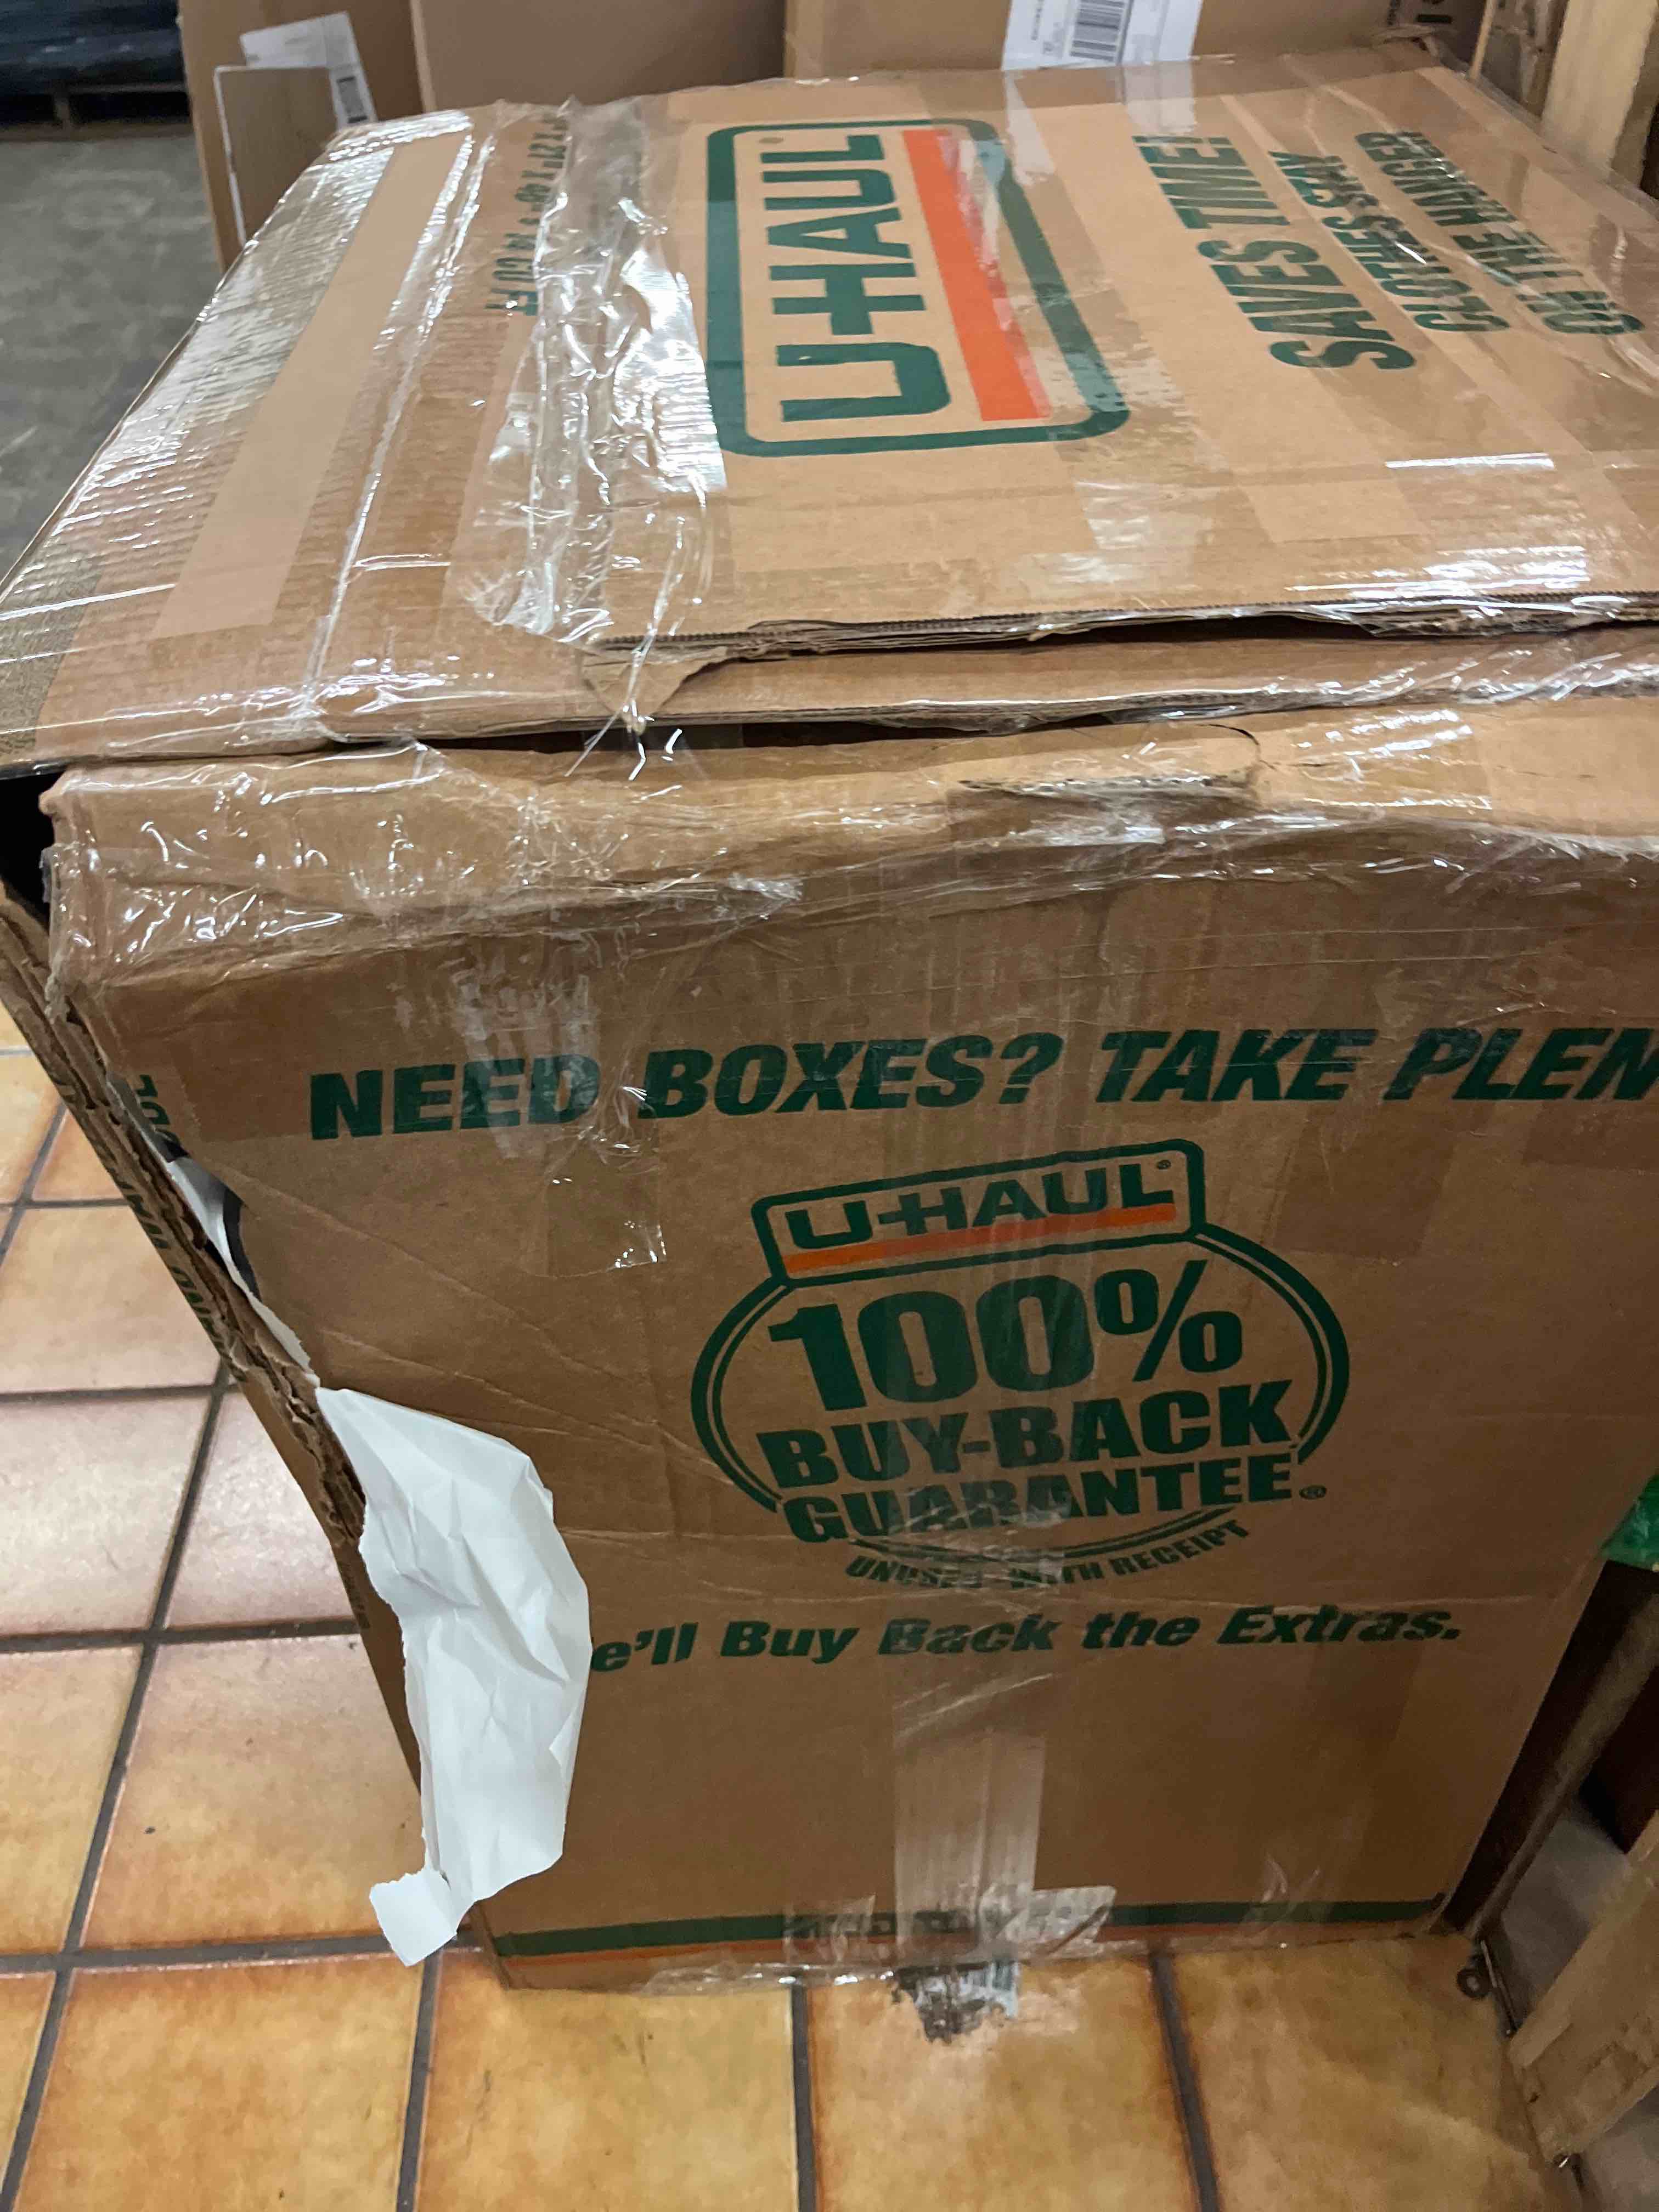 U-HAUL®
SAVES TIME!
CLOTHES STAY
ON THE HANGER
NEED BOXES? TAKE PLEN
U-HAUL®
100%
BUY-BACK
GUARANTEE®
UNUSED WITH RECEIPT
e'll Buy Back the Extras.